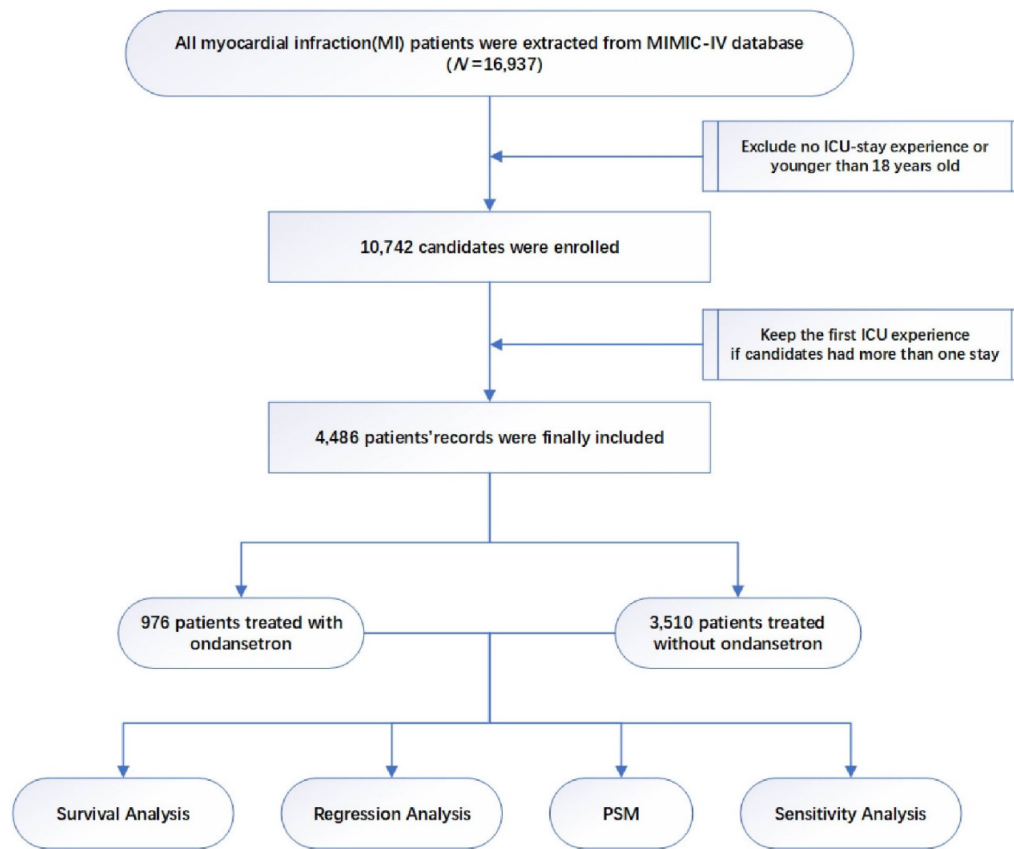 All myocardial infraction(MI) patients were extracted from MIMIC-IV database
(N=16,937)
Exclude no ICU-stay experience or
younger than 18 years old
10,742 candidates were enrolled
Keep the first ICU experience
if candidates had more than one stay
4,486 patients'records were finally included
976 patients treated with
ondansetron
3,510 patients treated
without ondansetron
Survival Analysis
Regression Analysis
PSM
Sensitivity Analysis